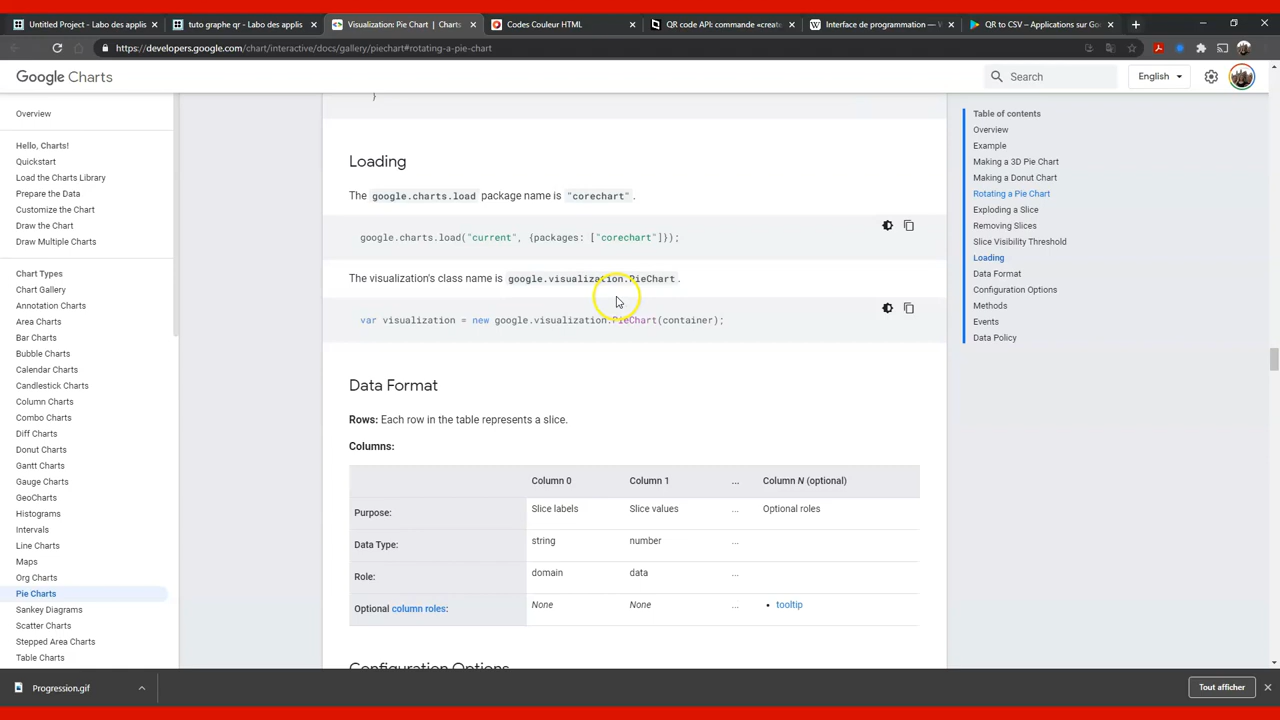 Untitled Project - Labo des applis
tuto graphe qr - Labo des applis
Visualization: Pie Chart | Charts
Codes Couleur HTML
QR code API: commande «create
Interface de programmation — W
QR to CSV – Applications sur Goo
https://developers.google.com/chart/interactive/docs/gallery/piechart#rotating-a-pie-chart
Google Charts
Search
English
Overview
Hello, Charts!
Quickstart
Load the Charts Library
Prepare the Data
Customize the Chart
Draw the Chart
Draw Multiple Charts
Chart Types
Chart Gallery
Annotation Charts
Area Charts
Bar Charts
Bubble Charts
Calendar Charts
Candlestick Charts
Column Charts
Combo Charts
Diff Charts
Donut Charts
Gantt Charts
Gauge Charts
GeoCharts
Histograms
Intervals
Line Charts
Maps
Org Charts
Pie Charts
Sankey Diagrams
Scatter Charts
Stepped Area Charts
Table Charts
}
Loading
The google.charts.load package name is "corechart".
google.charts.load("current", {packages: ["corechart"]});
The visualization's class name is google.visualization.PieChart.
var visualization = new google.visualization.PieChart(container);
Data Format
Rows: Each row in the table represents a slice.
Columns:
Column 0 Column 1 ... Column N (optional)
Purpose: Slice labels Slice values ... Optional roles
Data Type: string number ...
Role: domain data ...
Optional column roles: None None ... • tooltip
Configuration Options
Table of contents
Overview
Example
Making a 3D Pie Chart
Making a Donut Chart
Rotating a Pie Chart
Exploding a Slice
Removing Slices
Slice Visibility Threshold
Loading
Data Format
Configuration Options
Methods
Events
Data Policy
Progression.gif
Tout afficher